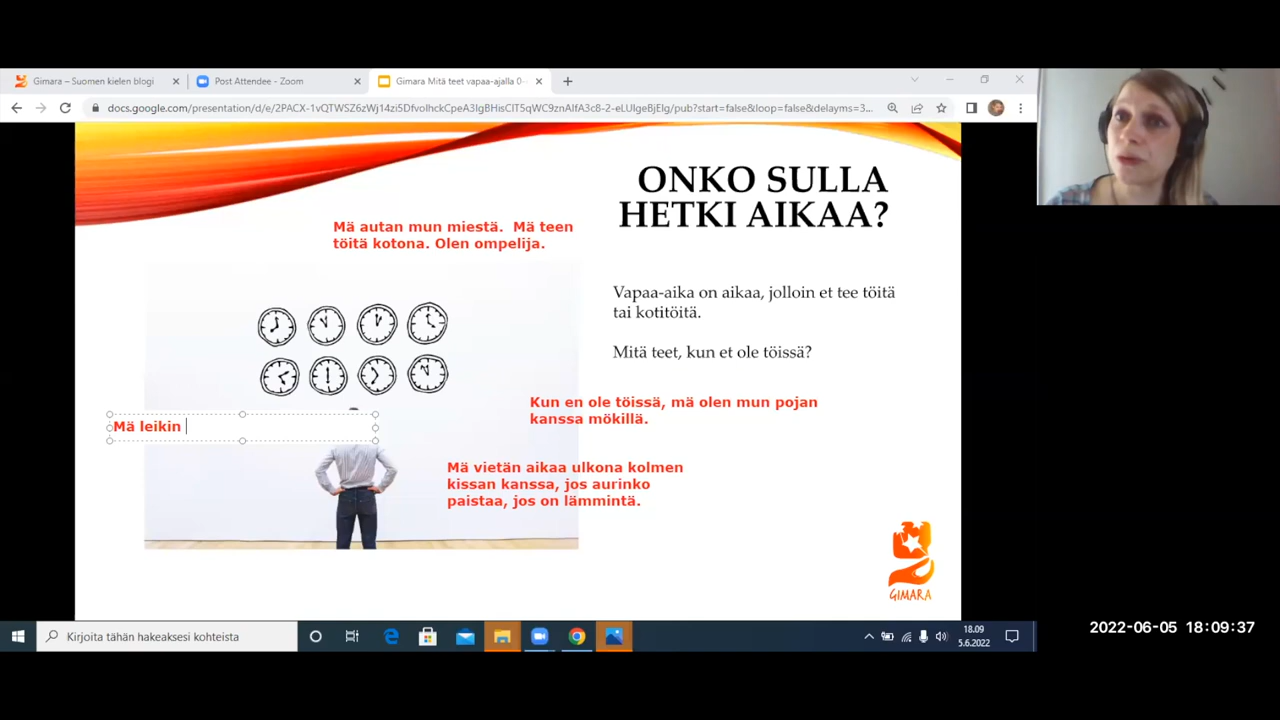 Gimara – Suomen kielen blogi
Post Attendee - Zoom
Gimara Mitä teet vapaa-ajalla 0-
docs.google.com/presentation/d/e/2PACX-1vQTWSZ6zWj14zi5DfvolhckCpeA3lgBHisClT5qWC9znAlfA3c8-2-eLUlgeBjElg/pub?start=false&loop=false&delayms=3...
ONKO SULLA
HETKI AIKAA?
Mä autan mun miestä. Mä teen
töitä kotona. Olen ompelija.
Vapaa-aika on aikaa, jolloin et tee töitä
tai kotitöitä.
Mitä teet, kun et ole töissä?
Kun en ole töissä, mä olen mun pojan
kanssa mökillä.
Mä leikin
Mä vietän aikaa ulkona kolmen
kissan kanssa, jos aurinko
paistaa, jos on lämmintä.
GIMARA
Kirjoita tähän hakeaksesi kohteista
18.09
5.6.2022
2022-06-05 18:09:37